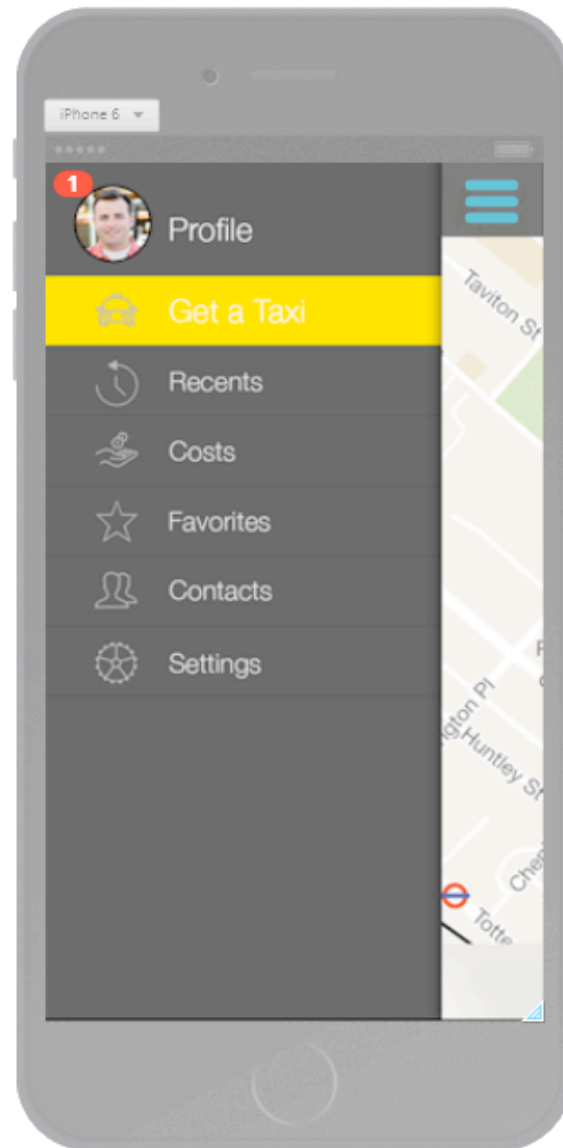 iPhone 6
1
Profile
Get a Taxi
Recents
Costs
Favorites
Contacts
Settings
Taviton St
Huntley St